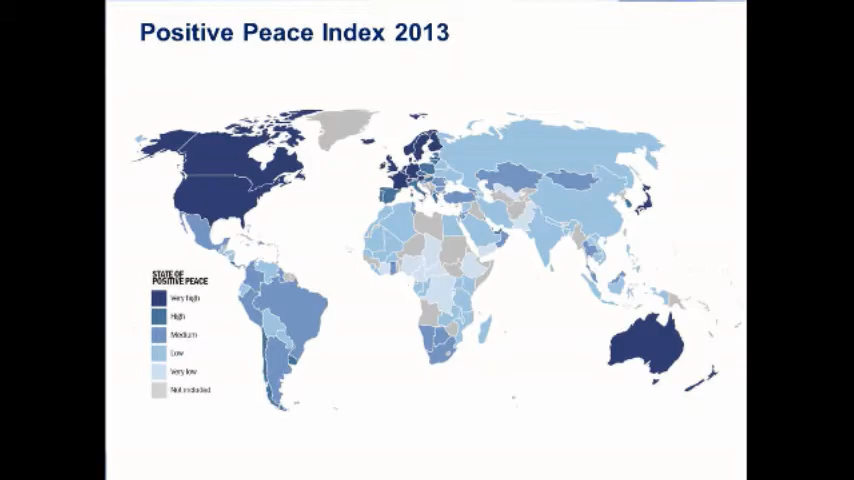 Positive Peace Index 2013
STATE OF
POSITIVE PEACE
Very high
High
Medium
Low
Very low
Not included